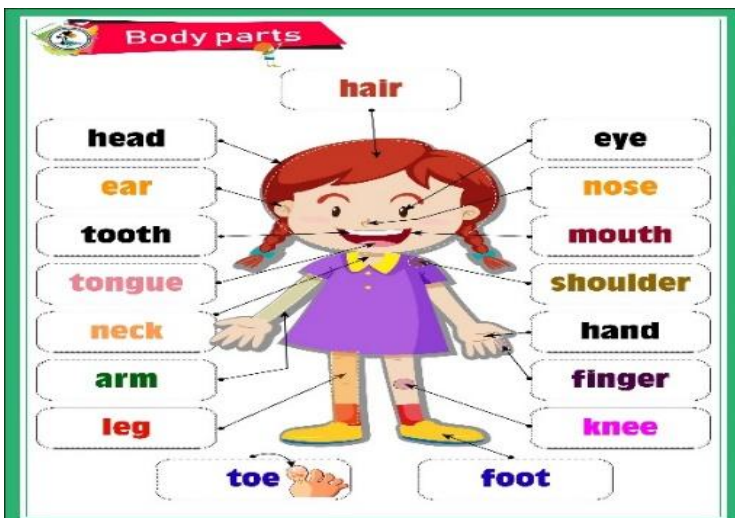 Body parts
hair
head
eye
ear
nose
tooth
mouth
tongue
shoulder
neck
hand
arm
finger
leg
knee
toe
foot